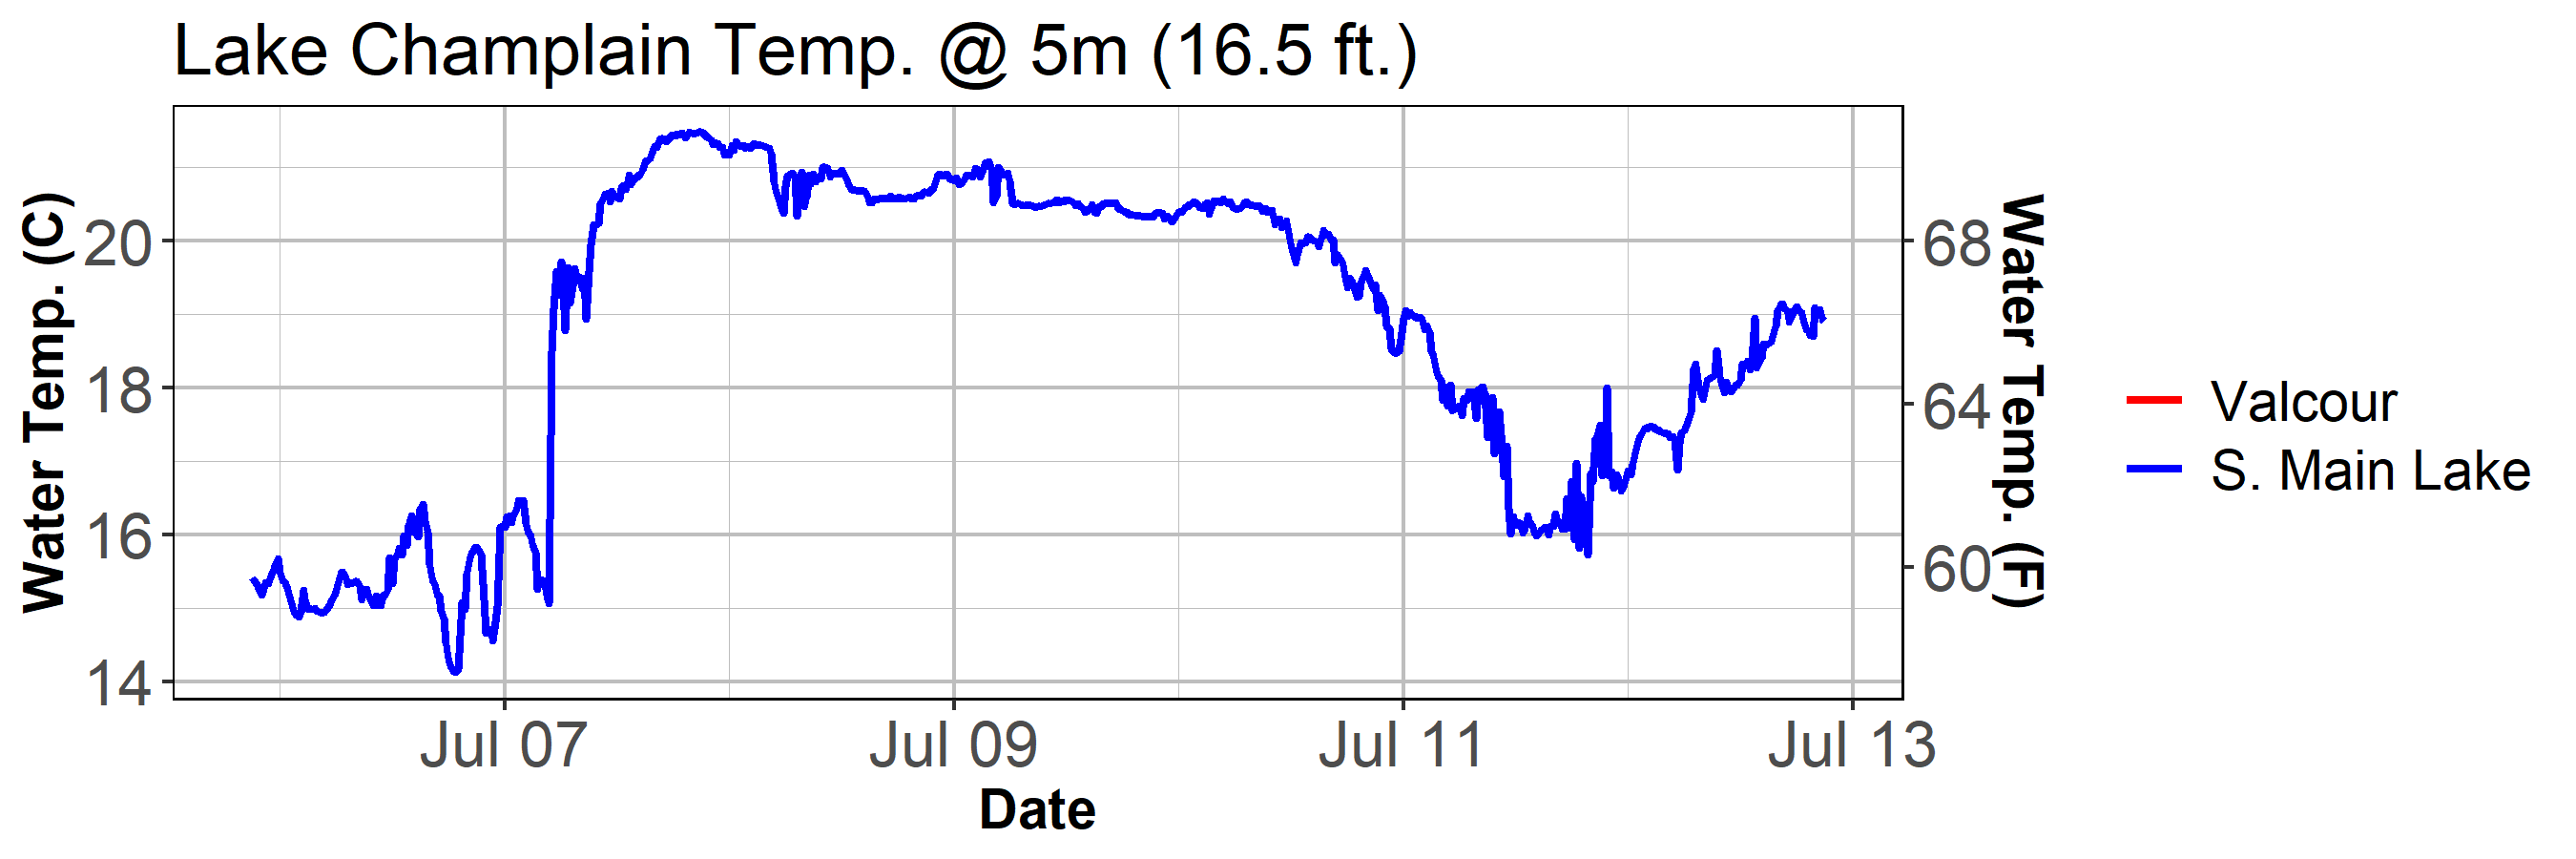 Lake Champlain Temp. @ 5m (16.5 ft.)
Water Temp. (C)
20
18
16
14
68
64
60
Water Temp. (F)
Jul 07
Jul 09
Jul 11
Jul 13
Date
Valcour
S. Main Lake